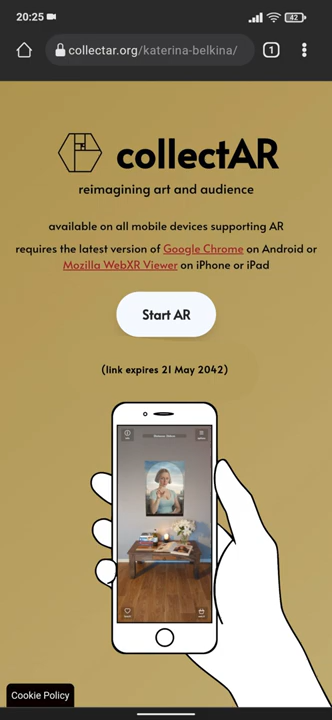 20:25
42
collectar.org/katerina-belkina/
1
collectAR
reimagining art and audience
available on all mobile devices supporting AR
requires the latest version of Google Chrome on Android or
Mozilla WebXR Viewer on iPhone or iPad
Start AR
(link expires 21 May 2042)
Cookie Policy